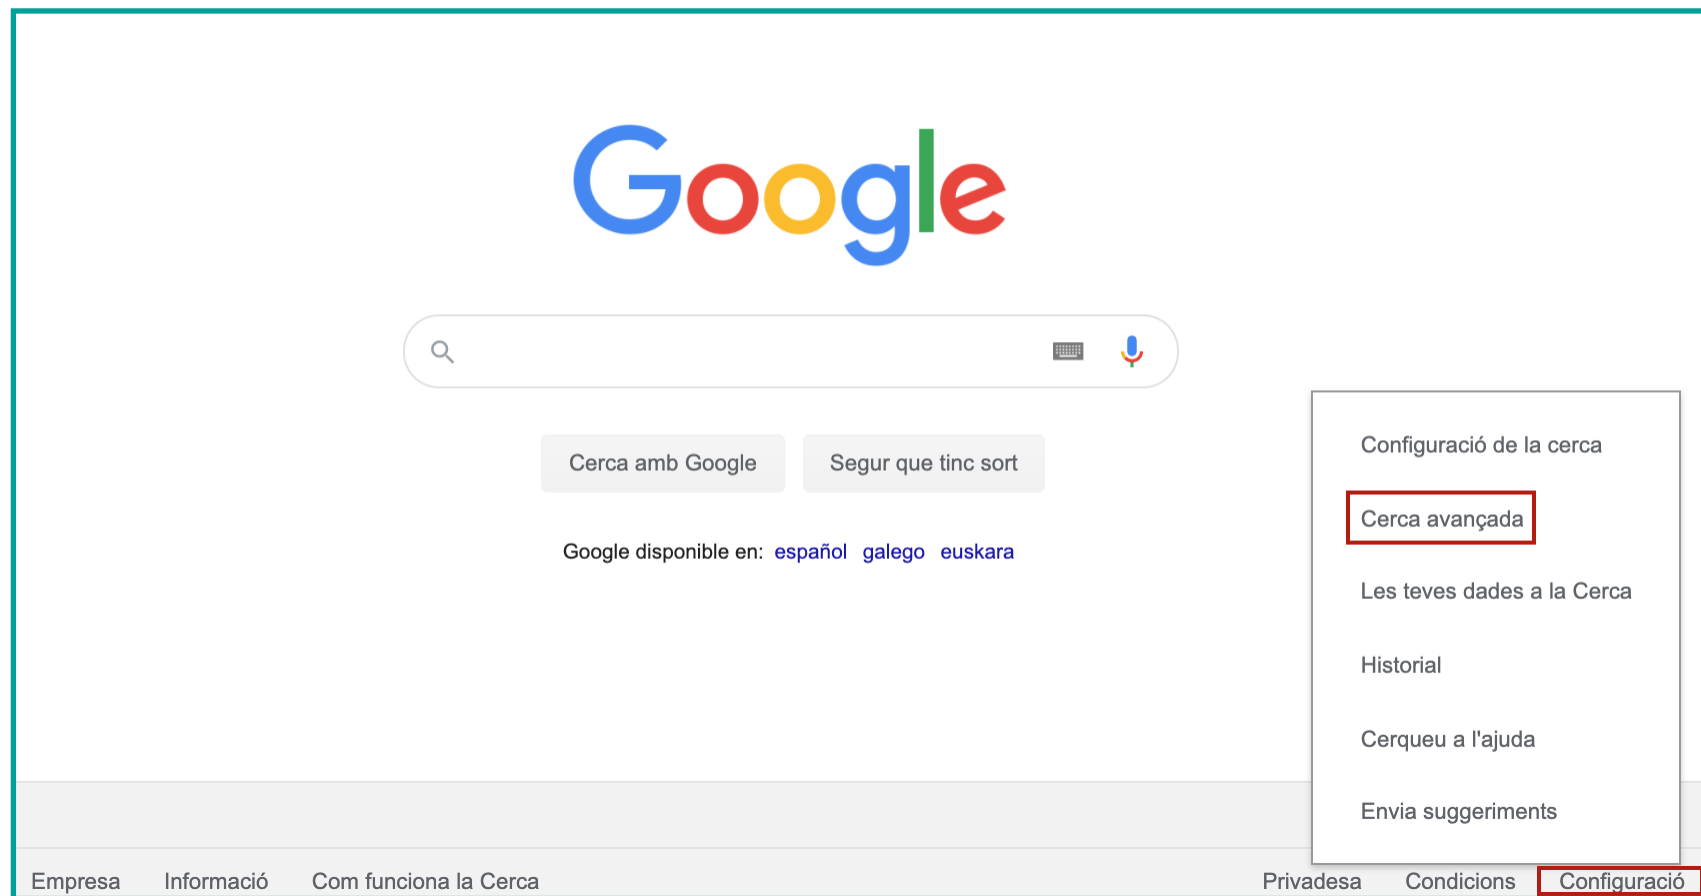 Google
Cerca amb Google
Segur que tinc sort
Google disponible en: español galego euskara
Configuració de la cerca
Cerca avançada
Les teves dades a la Cerca
Historial
Cerqueu a l'ajuda
Envia suggeriments
Empresa Informació Com funciona la Cerca Privadesa Condicions Configuració